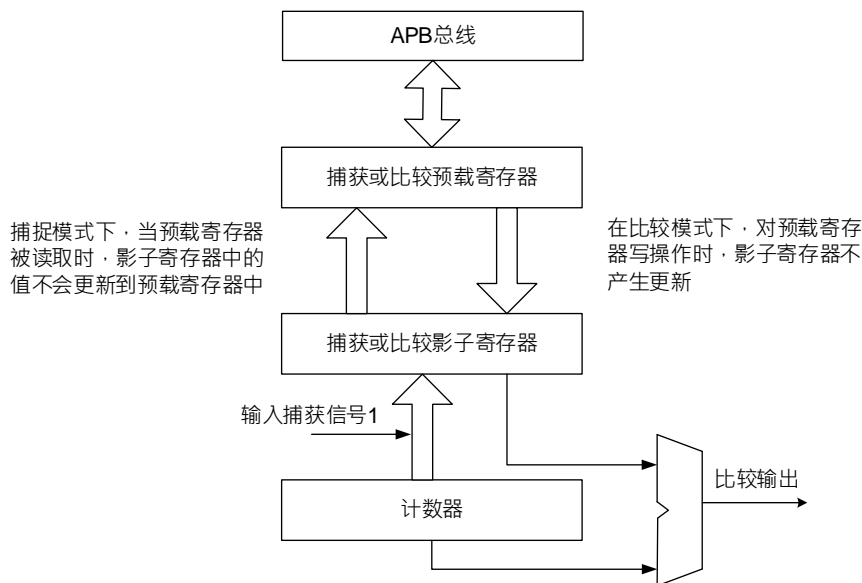 APB总线
捕获或比较预载寄存器
捕捉模式下，当预载寄存器
被读取时，影子寄存器中的
值不会更新到预载寄存器中
在比较模式下，对预载寄存
器写操作时，影子寄存器不
产生更新
捕获或比较影子寄存器
输入捕获信号1
比较输出
计数器